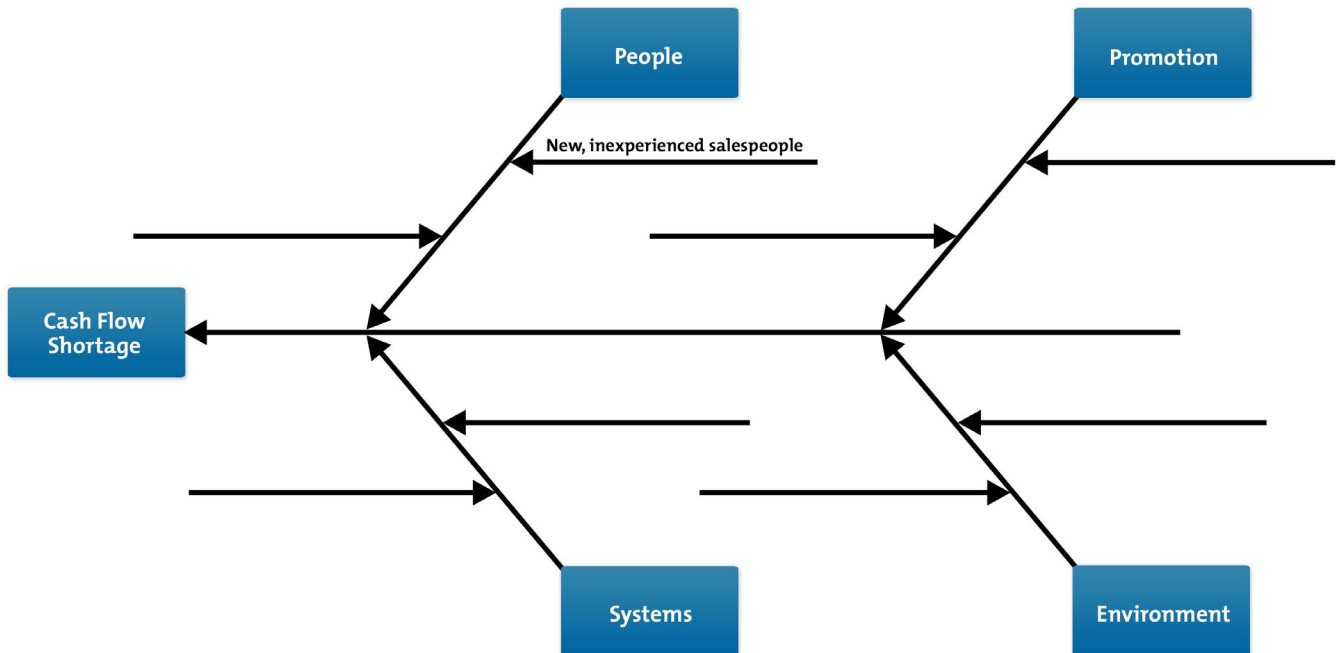 People
Promotion
New, inexperienced salespeople
Cash Flow
Shortage
Systems
Environment